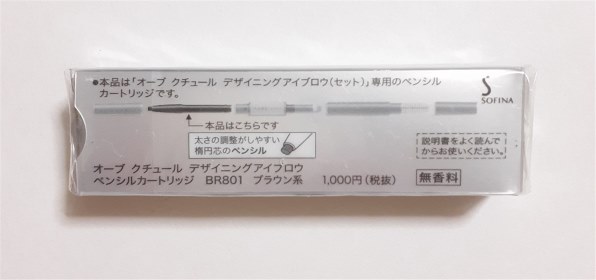 ●本品は「オーブ クチュール デザイニングアイブロウ(セット)」専用のペンシル
カートリッジです。
SOFINA
本品はこちらです
太さの調整がしやすい
楕円芯のペンシル
説明書をよく読んで
からお使いください。
オーブ クチュール デザイニングアイブロウ
ペンシルカートリッジ BR801 ブラウン系 1,000円(税抜) 無香料